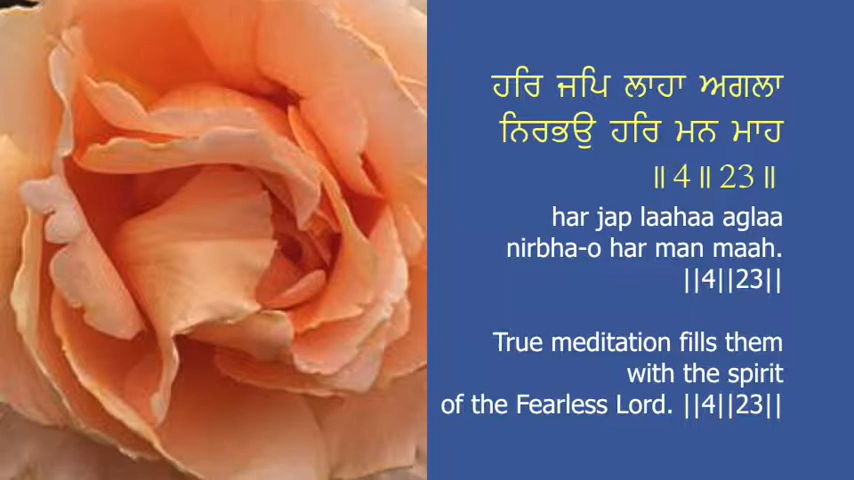 ਹਰਿ ਜਪਿ ਲਾਹਾ ਅਗਲਾ
ਨਿਰਭਉ ਹਰਿ ਮਨ ਮਾਹ
॥4॥23॥
har jap laahaa aglaa
nirbha-o har man maah.
||4||23||
True meditation fills them
with the spirit
of the Fearless Lord. ||4||23||